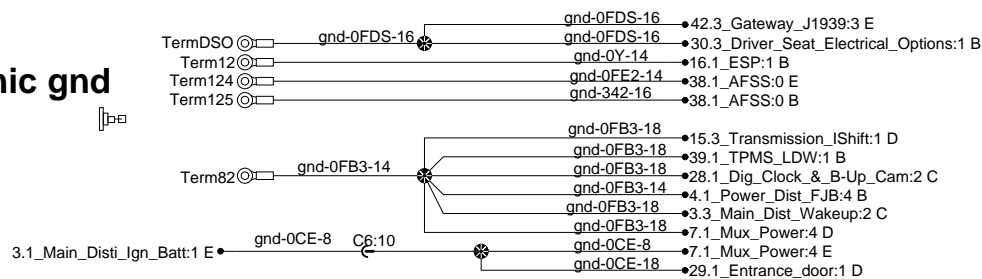 gnd-0FDS-16 42.3_Gateway_J1939:3 E
TermDSO gnd-0FDS-16 gnd-0FDS-16 30.3_Driver_Seat_Electrical_Options:1 B
Term12 gnd-0Y-14 16.1_ESP:1 B
nic gnd
Term124 gnd-0FE2-14 38.1_AFSS:0 E
Term125 gnd-342-16 38.1_AFSS:0 B
gnd-0FB3-18 15.3_Transmission_IShift:1 D
gnd-0FB3-18 39.1_TPMS_LDW:1 B
Term82 gnd-0FB3-14 gnd-0FB3-18 28.1_Dig_Clock_&_B-Up_Cam:2 C
gnd-0FB3-14 4.1_Power_Dist_FJB:4 B
gnd-0FB3-18 3.3_Main_Dist_Wakeup:2 C
gnd-0FB3-18 7.1_Mux_Power:4 D
3.1_Main_Disti_Ign_Batt:1 E gnd-0CE-8 C6:10 gnd-0CE-8 7.1_Mux_Power:4 E
gnd-0CE-18 29.1_Entrance_door:1 D